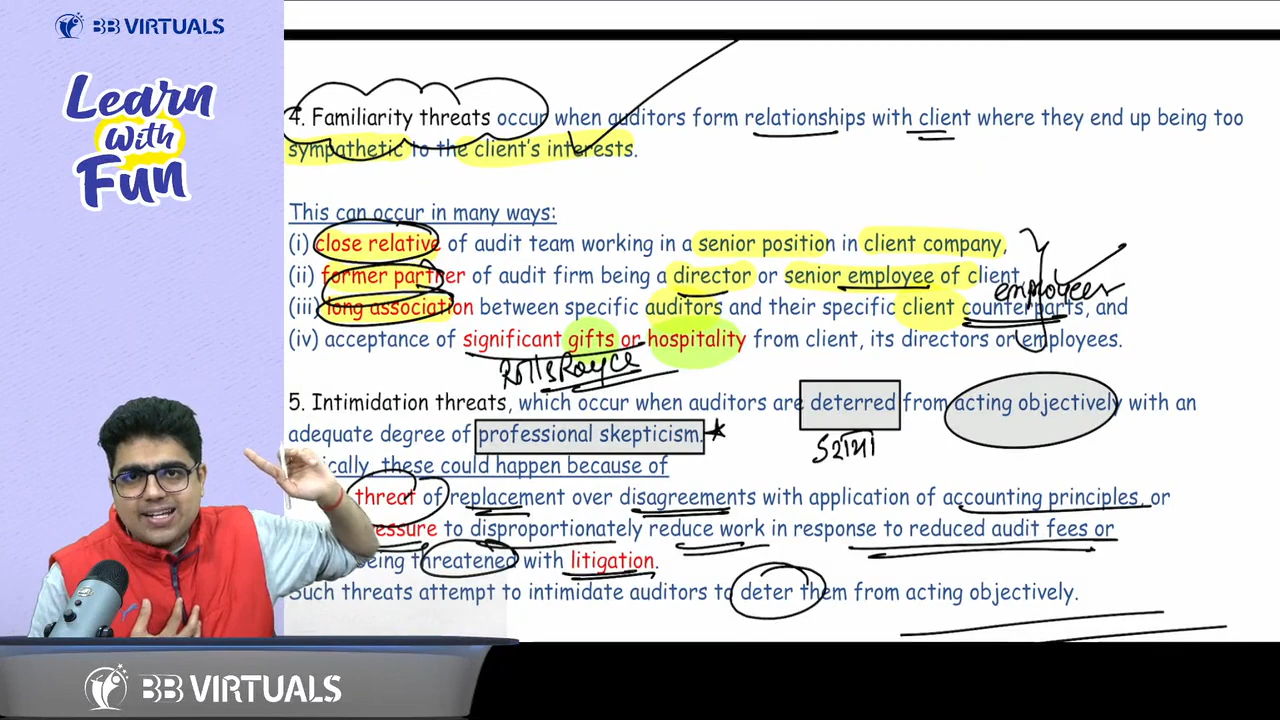 BB VIRTUALS
Learn
With
Fun
4. Familiarity threats occur when auditors form relationships with client where they end up being too
sympathetic to the client's interests.
This can occur in many ways:
(i) close relative of audit team working in a senior position in client company,
(ii) former partner of audit firm being a director or senior employee of client
employees
(iii) long association between specific auditors and their specific client counterparts, and
(iv) acceptance of significant gifts or hospitality from client, its directors or employees.
5. Intimidation threats, which occur when auditors are deterred from acting objectively with an
adequate degree of professional skepticism.
डराना
these could happen because of
threat of replacement over disagreements with application of accounting principles, or
to disproportionately reduce work in response to reduced audit fees or
being threatened with litigation.
Such threats attempt to intimidate auditors to deter them from acting objectively.
BB VIRTUALS